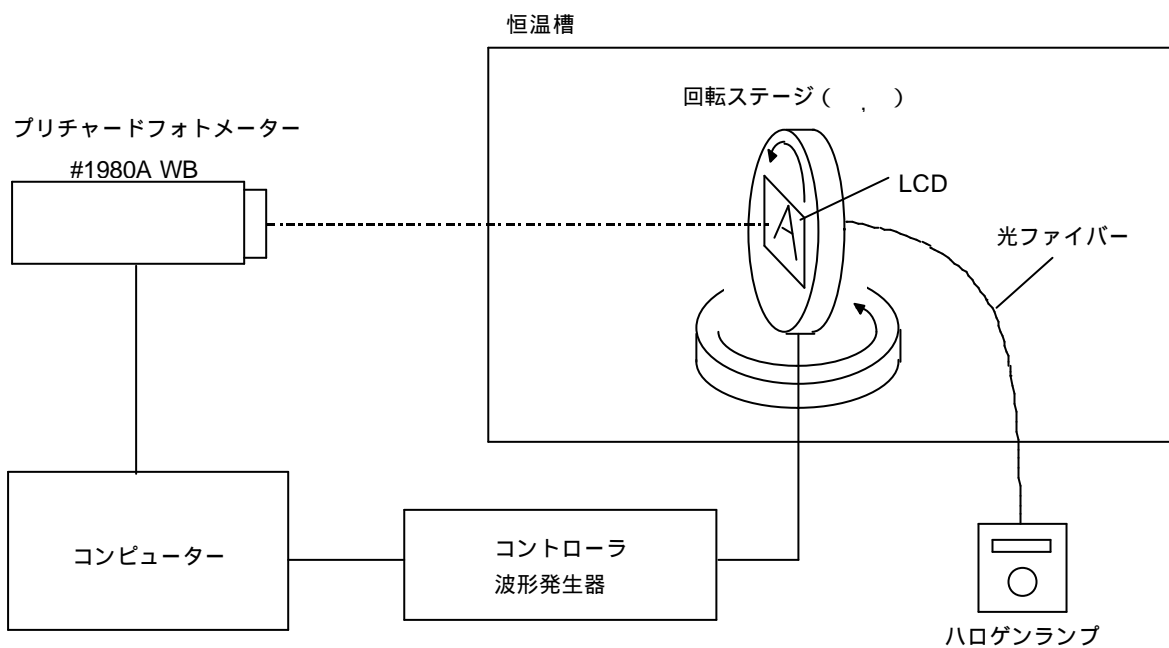 恒温槽
回転ステージ（　,　）
プリチャードフォトメーター
#1980A WB
LCD
A
光ファイバー
コンピューター
コントローラ
波形発生器
ハロゲンランプ